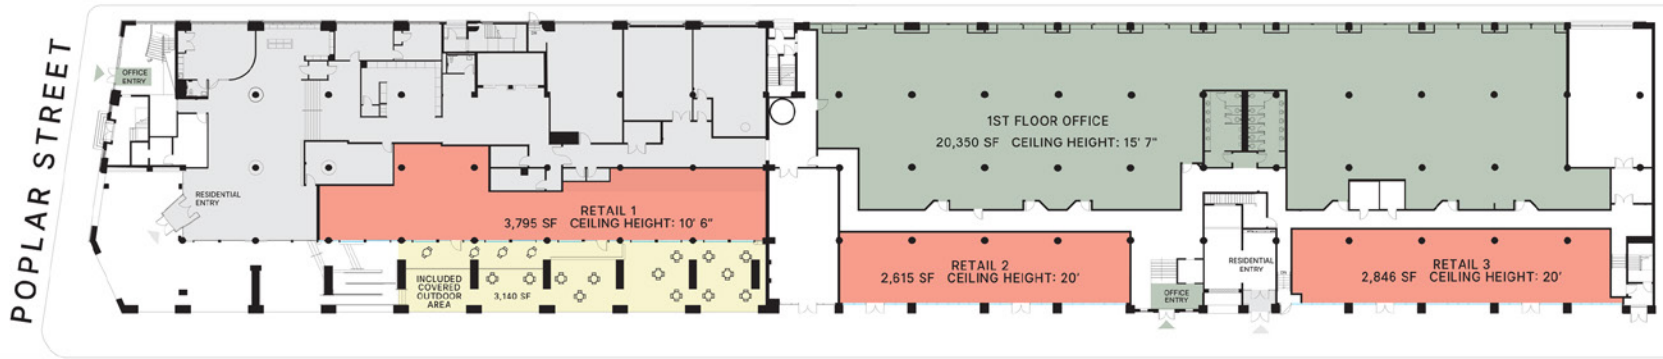 POPLAR STREET
OFFICE
ENTRY
RESIDENTIAL
ENTRY
RETAIL 1
3,795 SF CEILING HEIGHT: 10' 6"
INCLUDED
COVERED
OUTDOOR
AREA
3,140 SF
1ST FLOOR OFFICE
20,350 SF CEILING HEIGHT: 15' 7"
RETAIL 2
2,615 SF CEILING HEIGHT: 20'
OFFICE
ENTRY
RESIDENTIAL
ENTRY
RETAIL 3
2,846 SF CEILING HEIGHT: 20'